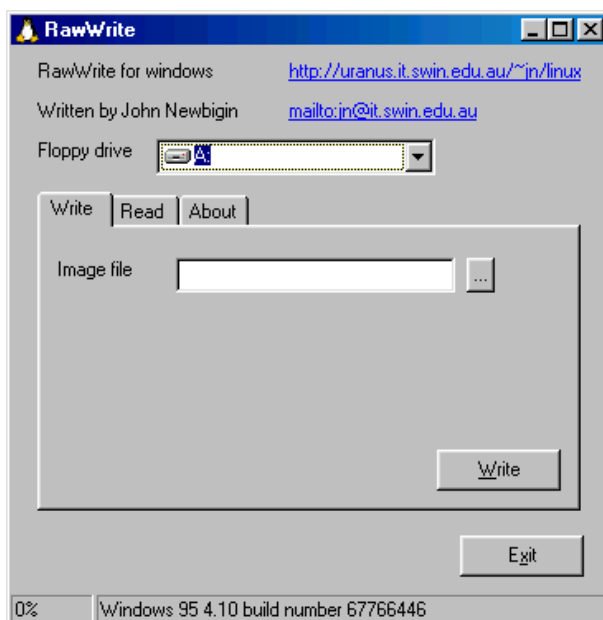 RawWrite
RawWrite for windows http://uranus.it.swin.edu.au/~jn/linux
Written by John Newbigin mailto:jn@it.swin.edu.au
Floppy drive A:
Write Read About
Image file ...
Write
Exit
0% Windows 95 4.10 build number 67766446